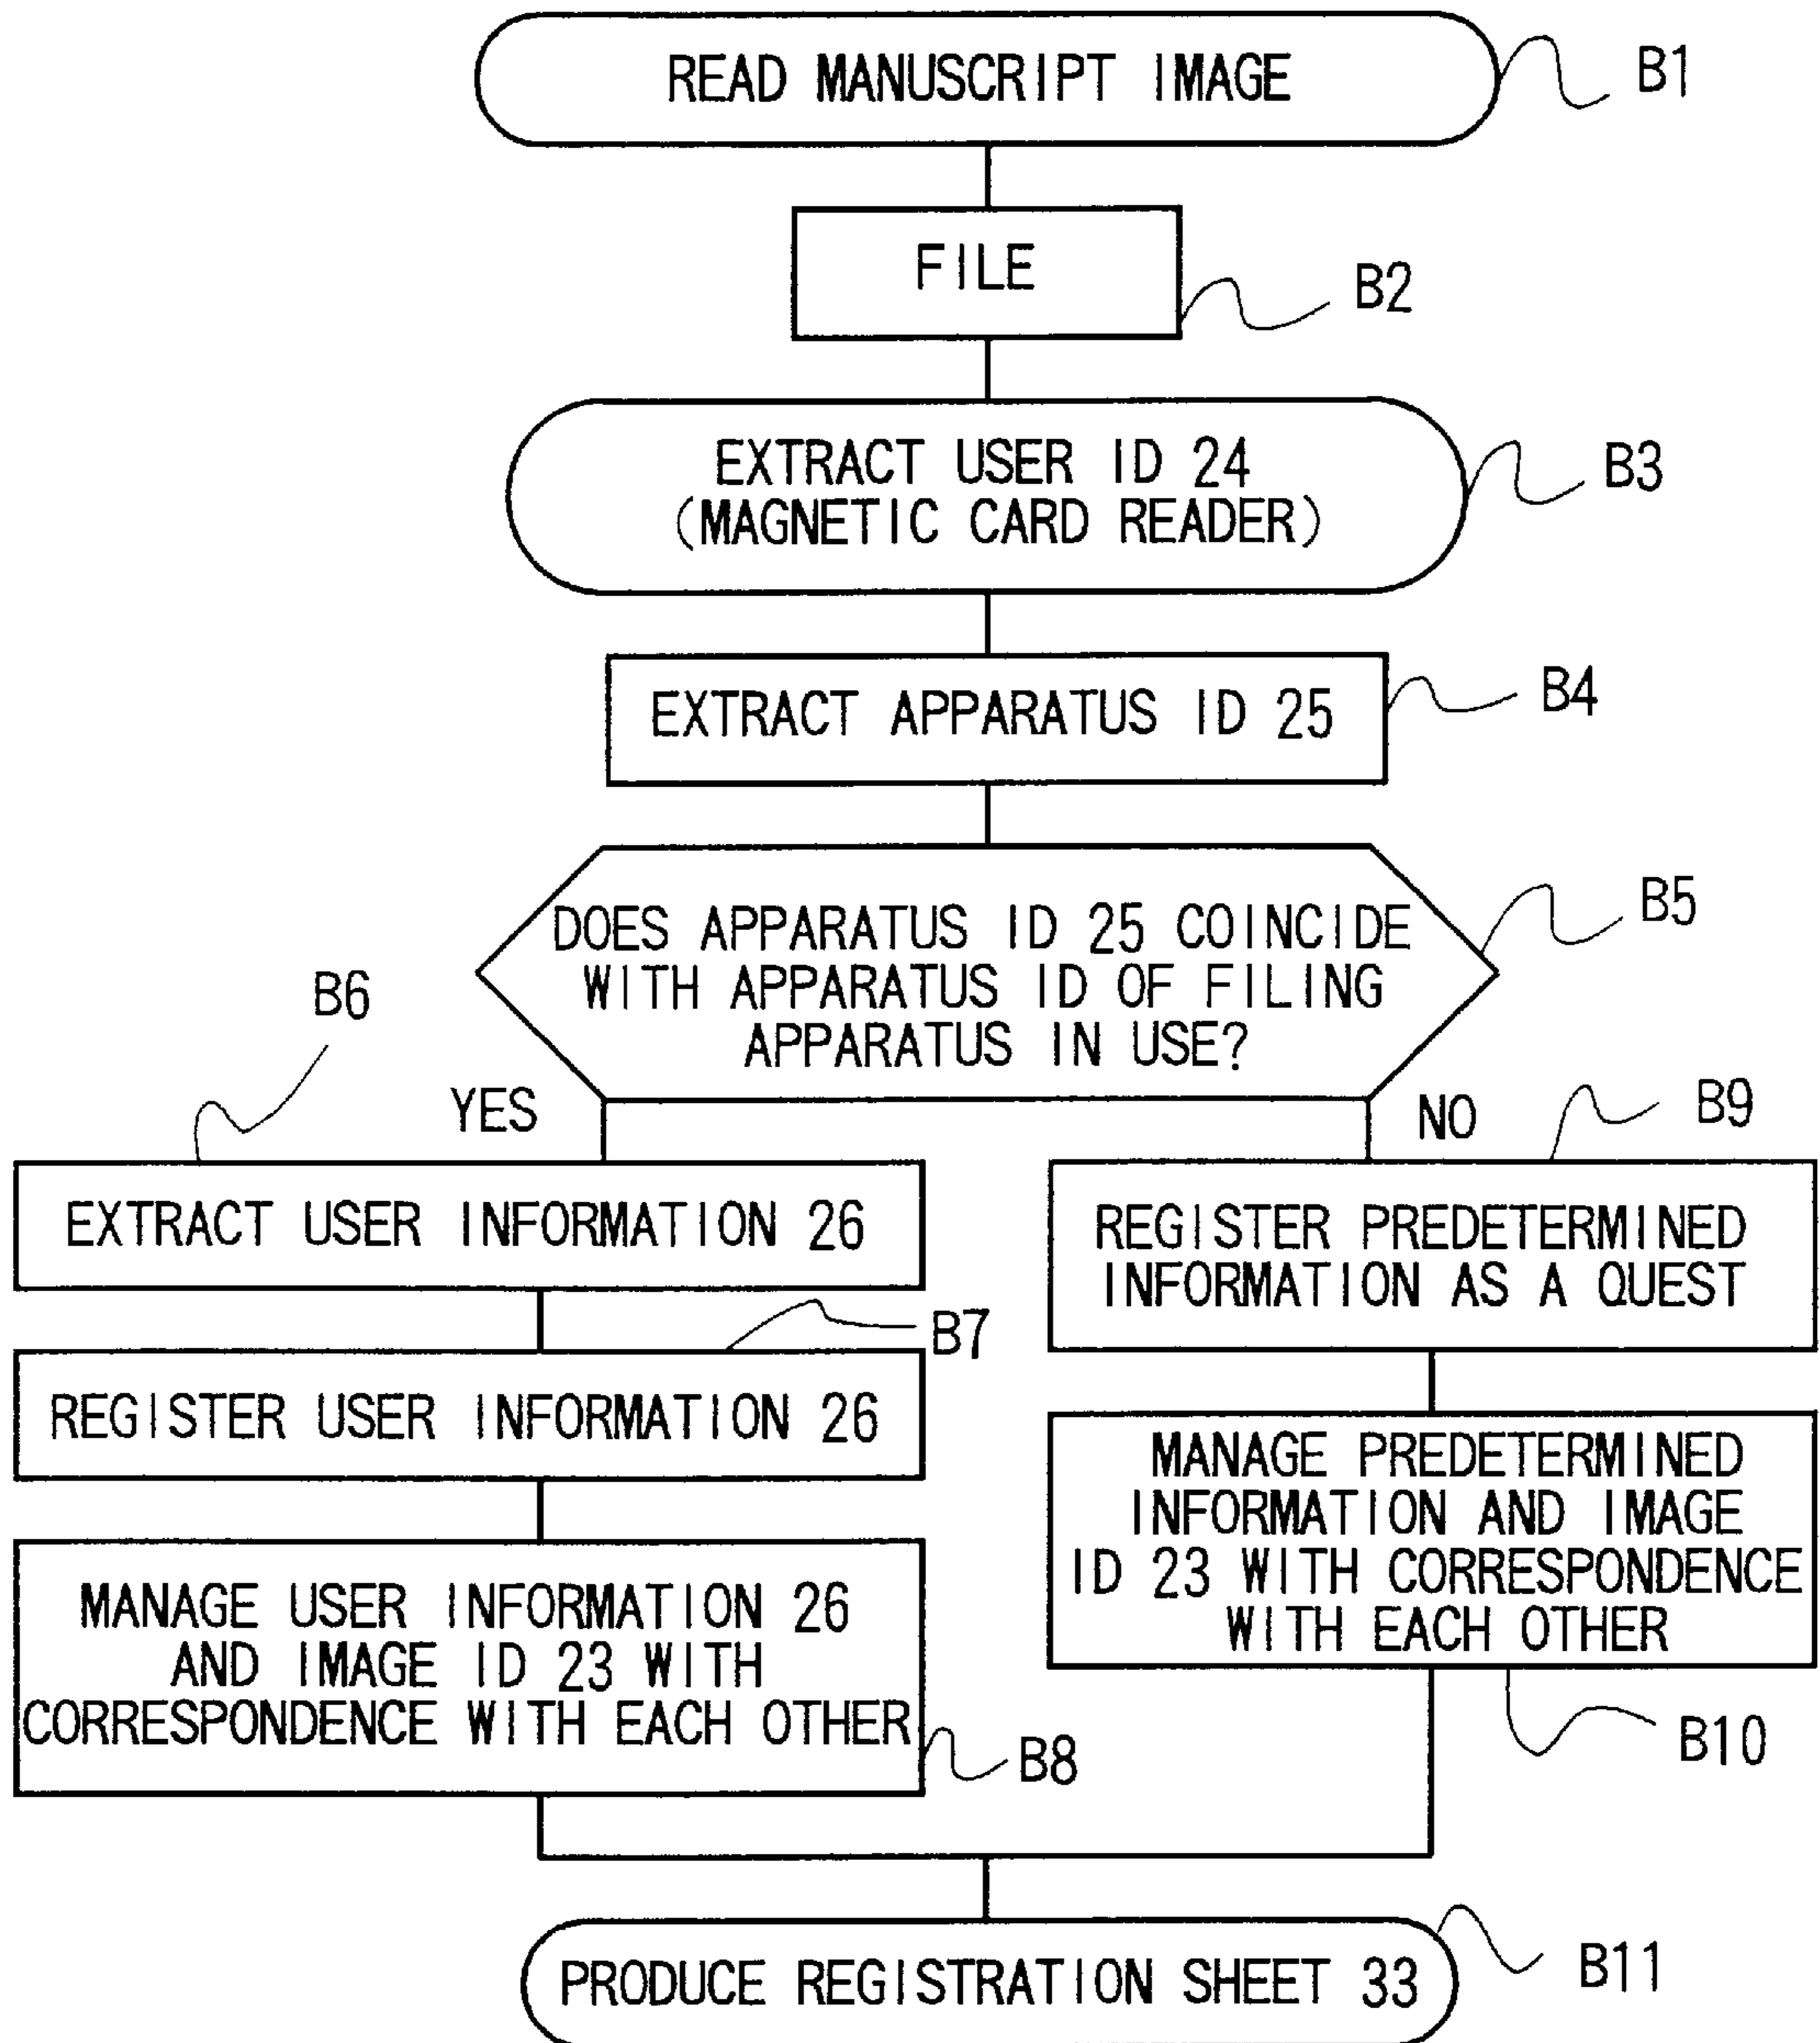 READ MANUSCRIPT IMAGE
B1
FILE
B2
EXTRACT USER ID 24
(MAGNETIC CARD READER)
B3
EXTRACT APPARATUS ID 25
B4
DOES APPARATUS ID 25 COINCIDE
WITH APPARATUS ID OF FILING
APPARATUS IN USE?
B5
YES
NO
B6
EXTRACT USER INFORMATION 26
B7
REGISTER USER INFORMATION 26
MANAGE USER INFORMATION 26
AND IMAGE ID 23 WITH
CORRESPONDENCE WITH EACH OTHER
B8
B9
REGISTER PREDETERMINED
INFORMATION AS A QUEST
MANAGE PREDETERMINED
INFORMATION AND IMAGE
ID 23 WITH CORRESPONDENCE
WITH EACH OTHER
B10
PRODUCE REGISTRATION SHEET 33
B11